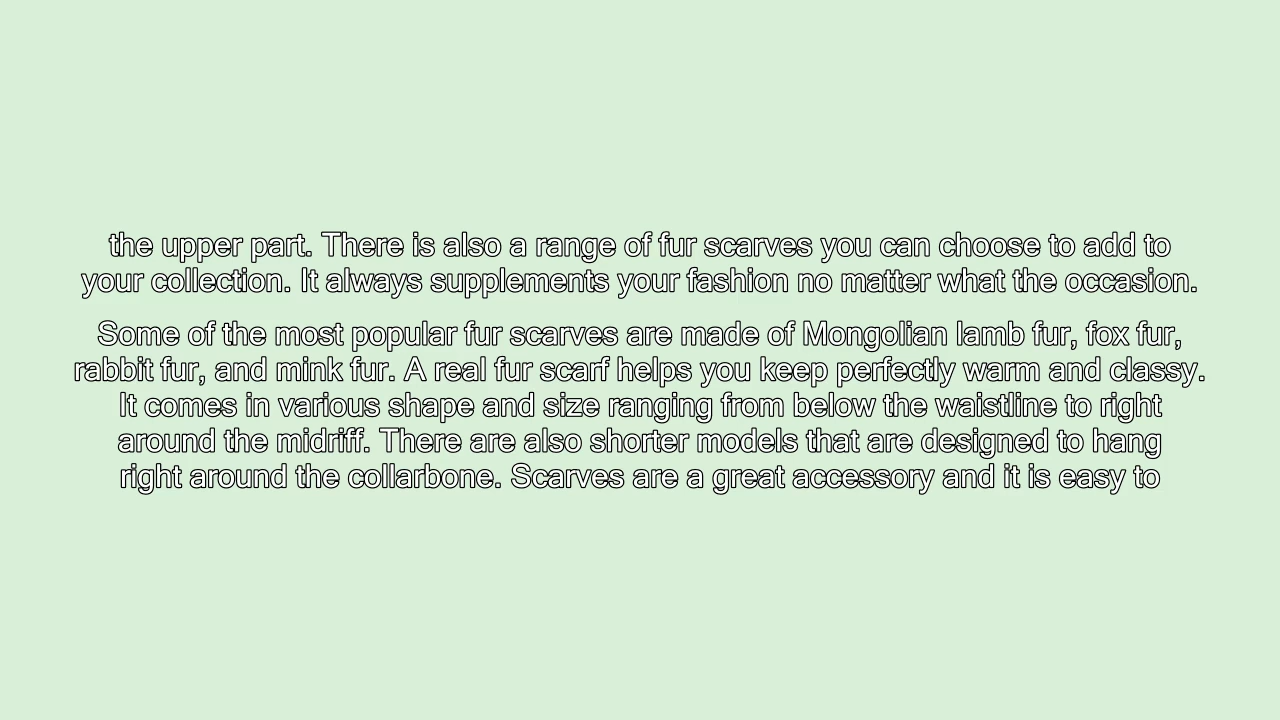 the upper part. There is also a range of fur scarves you can choose to add to
your collection. It always supplements your fashion no matter what the occasion.
Some of the most popular fur scarves are made of Mongolian lamb fur, fox fur,
rabbit fur, and mink fur. A real fur scarf helps you keep perfectly warm and classy.
It comes in various shape and size ranging from below the waistline to right
around the midriff. There are also shorter models that are designed to hang
right around the collarbone. Scarves are a great accessory and it is easy to